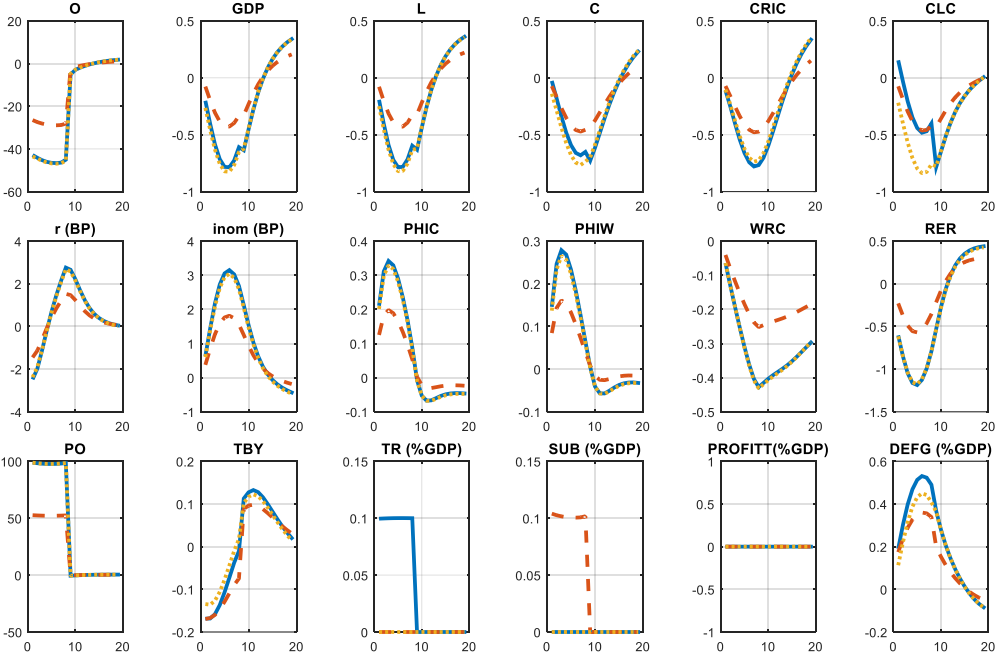 O GDP L C CRIC CLC
20 0.5 0.5 0.5 0.5 0.5
0 0 0 0 0 0
-20
-40 -0.5 -0.5 -0.5 -0.5 -0.5
-60 -1 -1 -1 -1 -1
0 10 20 0 10 20 0 10 20 0 10 20 0 10 20 0 10 20
r (BP) inom (BP) PHIC PHIW WRC RER
4 4 0.4 0.3 0 0.5
3 0.3 -0.1
2 0.2 0
2 0.2 -0.2
0 0.1 -0.5
1 0.1 -0.3
-2 0 -1
0 0 -0.4
-4 -1 -0.1 -0.1 -0.5 -1.5
0 10 20 0 10 20 0 10 20 0 10 20 0 10 20 0 10 20
PO TBY TR (%GDP) SUB (%GDP) PROFITT(%GDP) DEFG (%GDP)
100 0.2 0.15 0.15 1 0.6
50 0.1 0.1 0.1 0.5 0.4
0 0.2
0 -0.1 0.05 0.05 -0.5 0
-50 -0.2 0 0 -1 -0.2
0 10 20 0 10 20 0 10 20 0 10 20 0 10 20 0 10 20